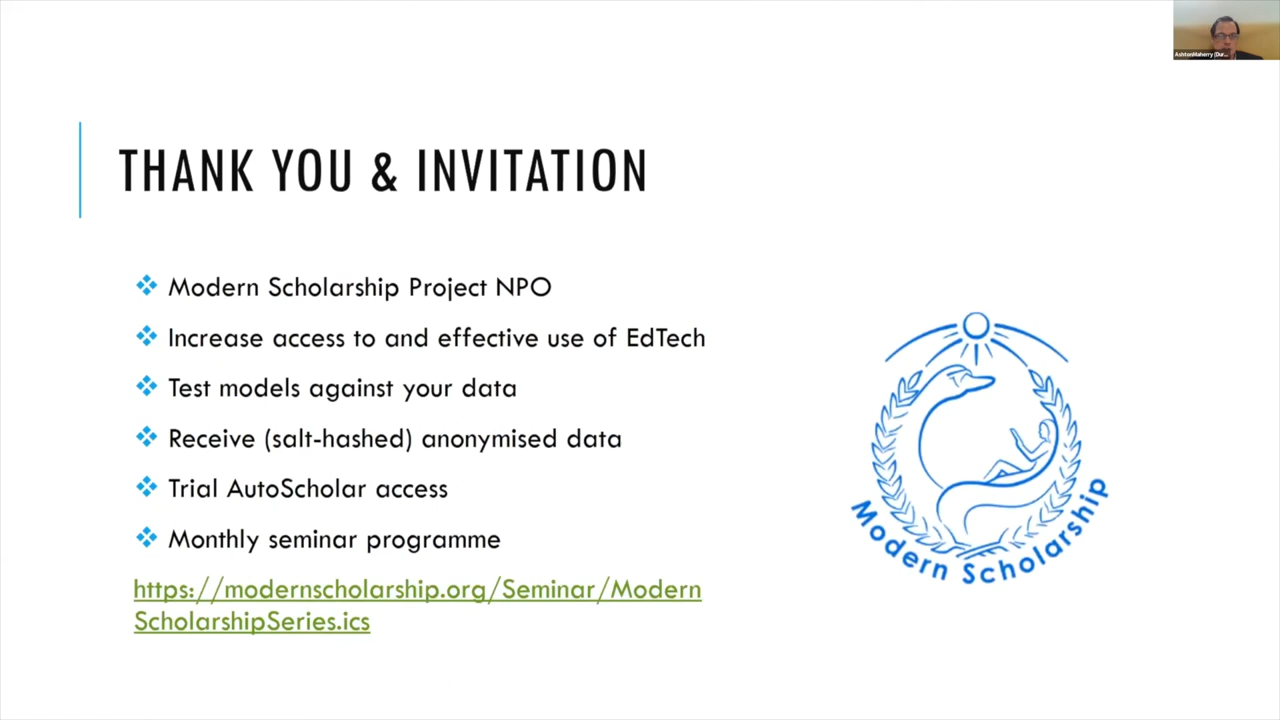 AshtonMaherry (Dur...
THANK YOU & INVITATION
Modern Scholarship Project NPO
Increase access to and effective use of EdTech
Test models against your data
Receive (salt-hashed) anonymised data
Trial AutoScholar access
Monthly seminar programme
https://modernscholarship.org/Seminar/Modern
ScholarshipSeries.ics
Modern Scholarship